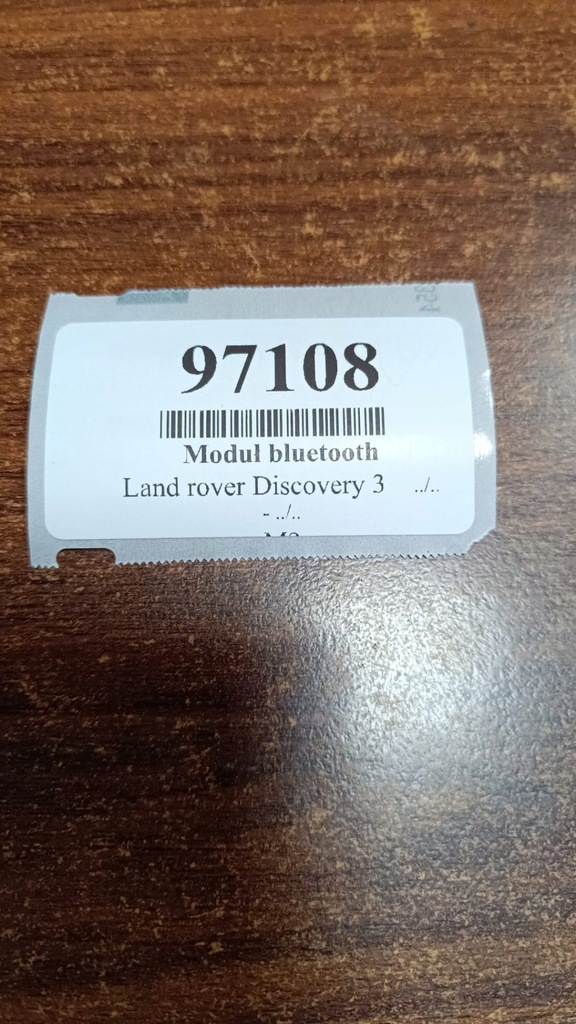 97108
Moduł bluetooth
Land rover Discovery 3 ../..
- ../..